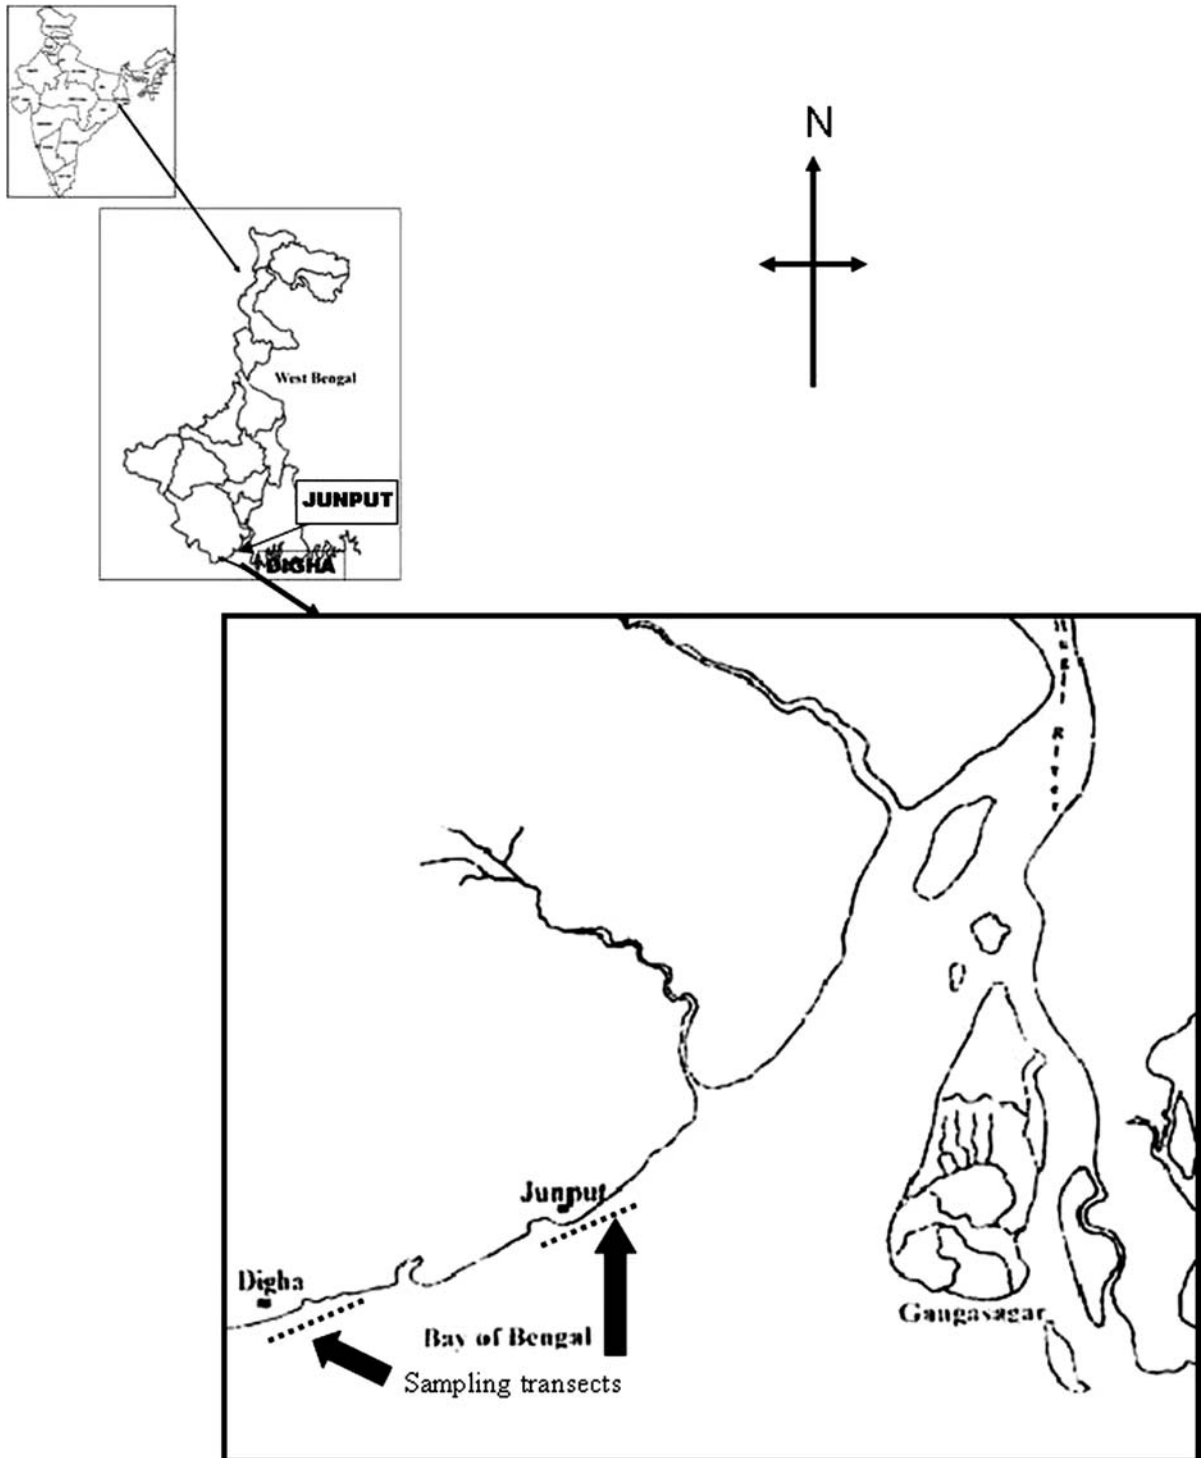 N
West Bengal
JUNPUT
DIGHA
Hugli River
Junput
Digha
Bay of Bengal
Gangasagar
Sampling transects